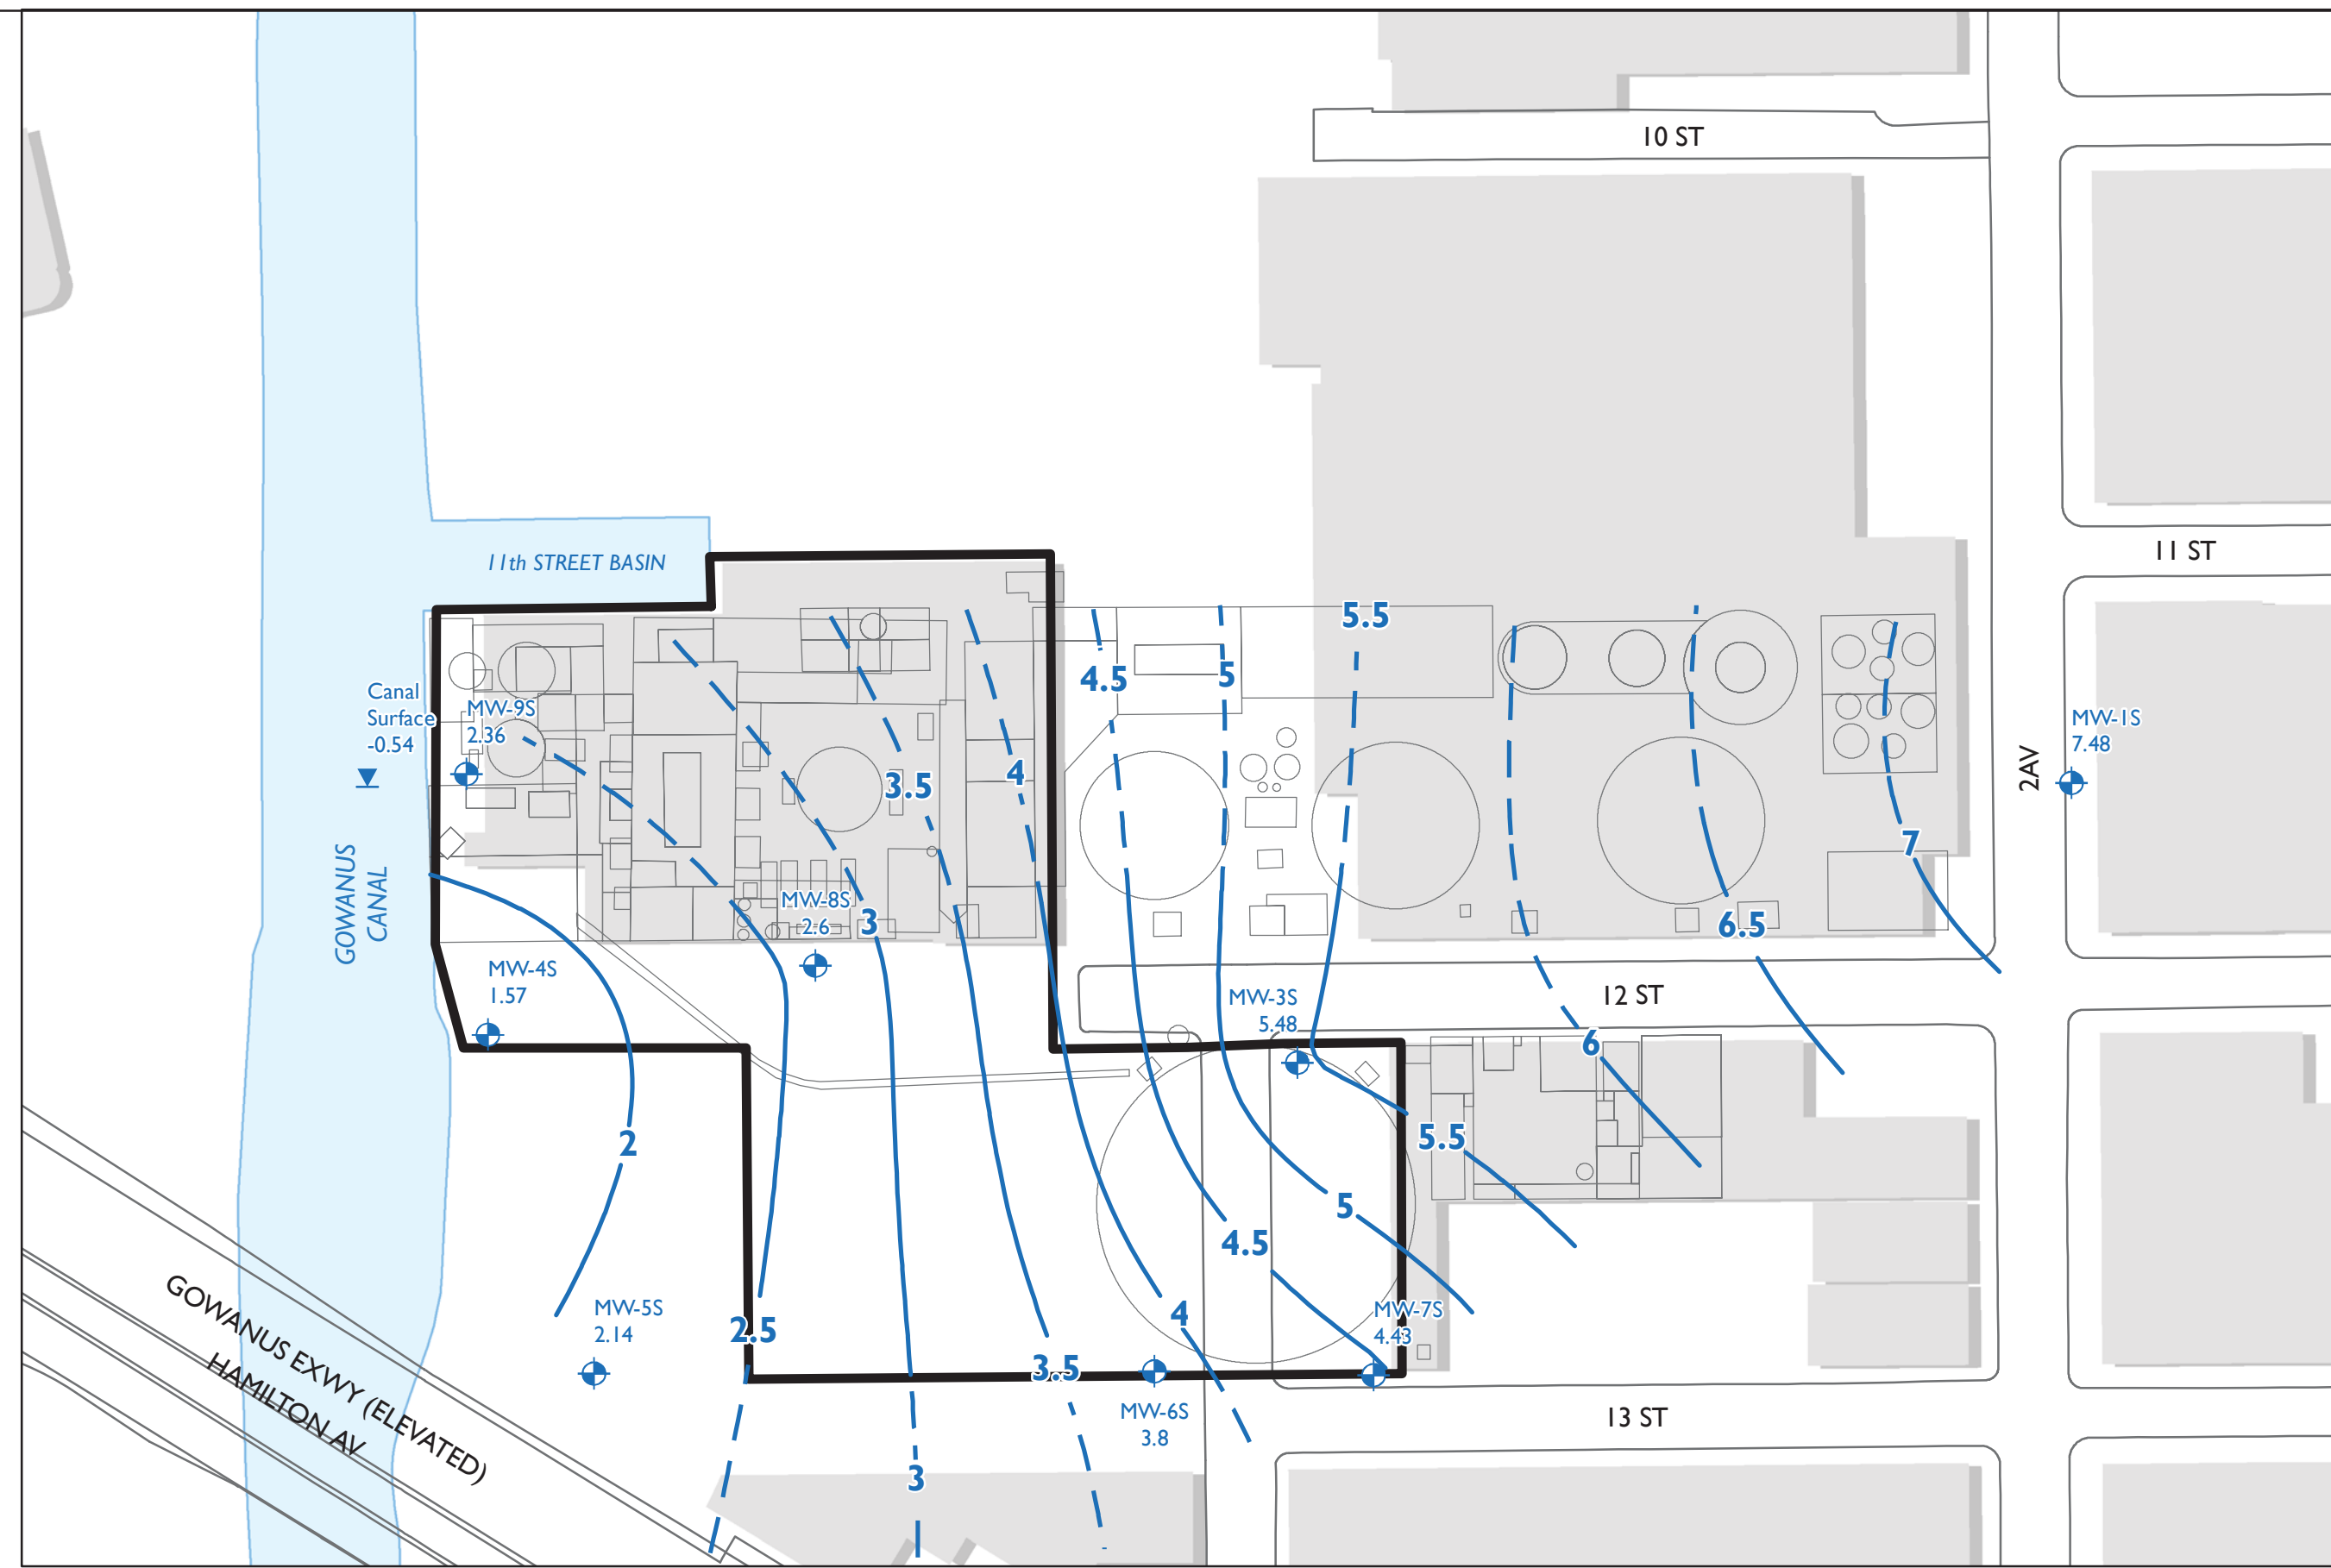 10 ST
11 ST
11th STREET BASIN
5.5
4.5
5
Canal
Surface
-0.54
MW-9S
2.36
MW-1S
7.48
2AV
3.5
4
7
GOWANUS
CANAL
MW-8S
2.6
3
6.5
MW-4S
1.57
MW-3S
5.48
12 ST
6
2
5.5
5
4.5
MW-5S
2.14
2.5
4
MW-7S
4.43
3.5
MW-6S
3.8
13 ST
3
GOWANUS EXWY (ELEVATED)
HAMILTON AV